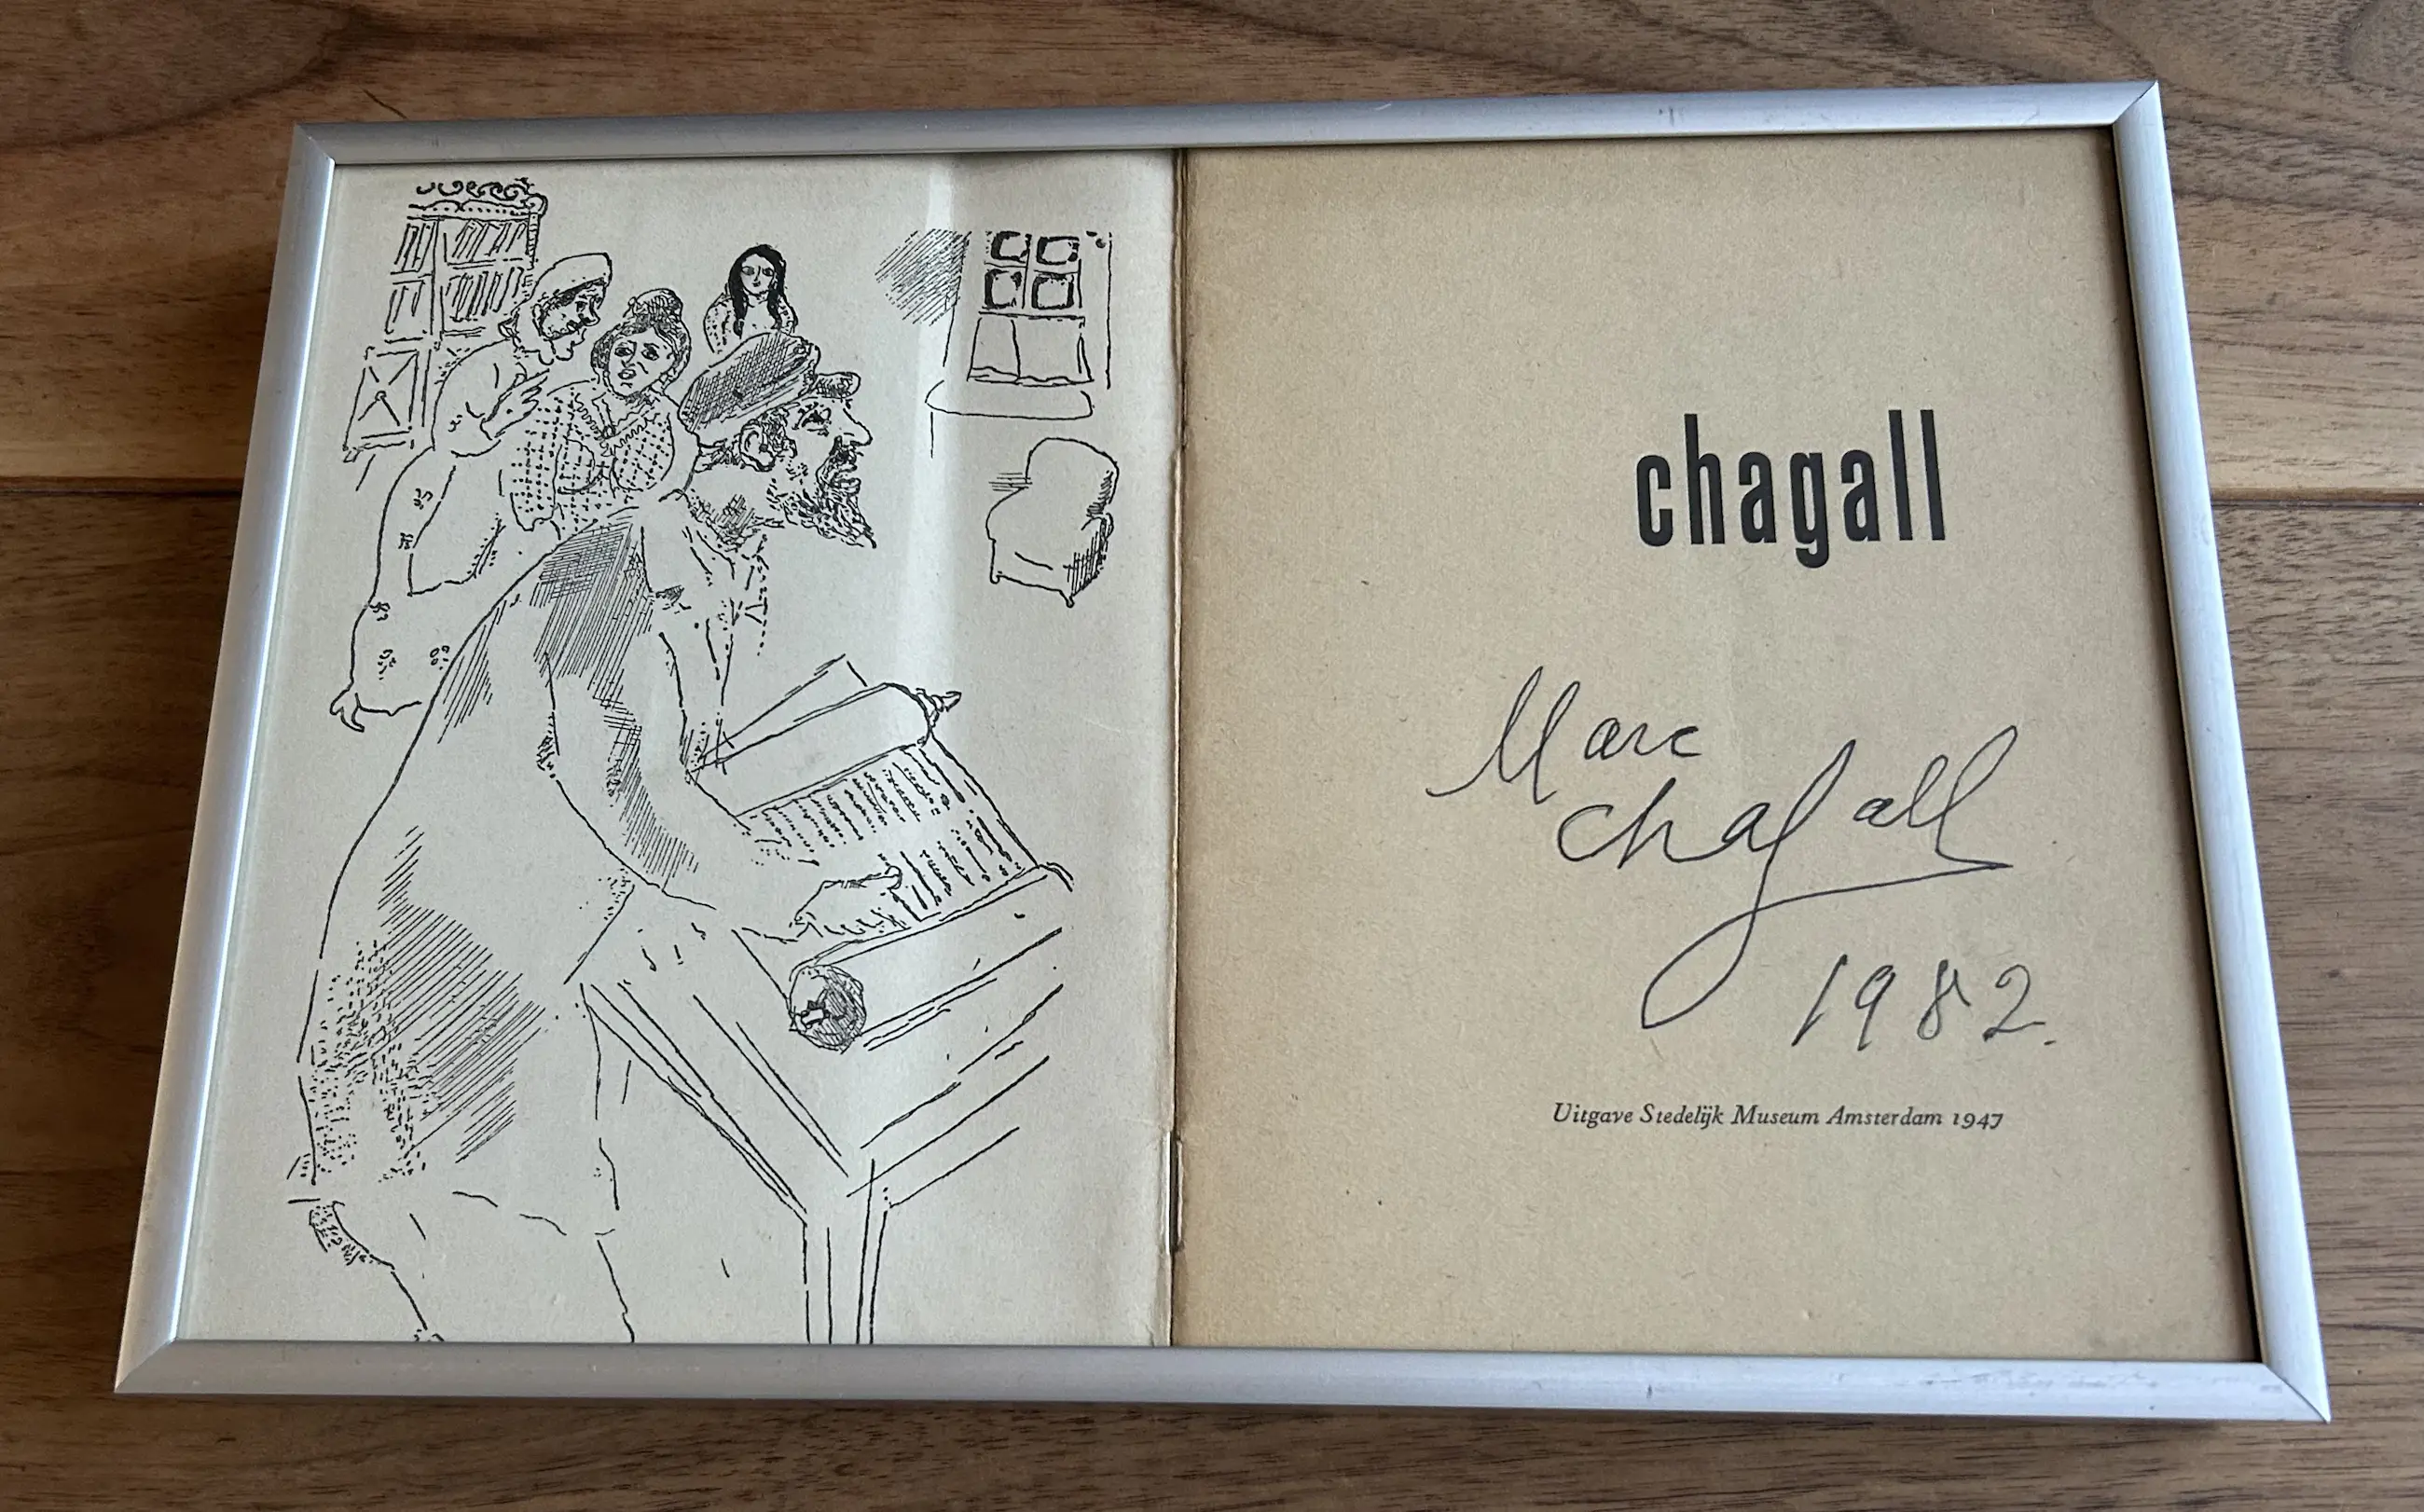 chagall
Marc
Chagall
1982.
Uitgave Stedelijk Museum Amsterdam 1947